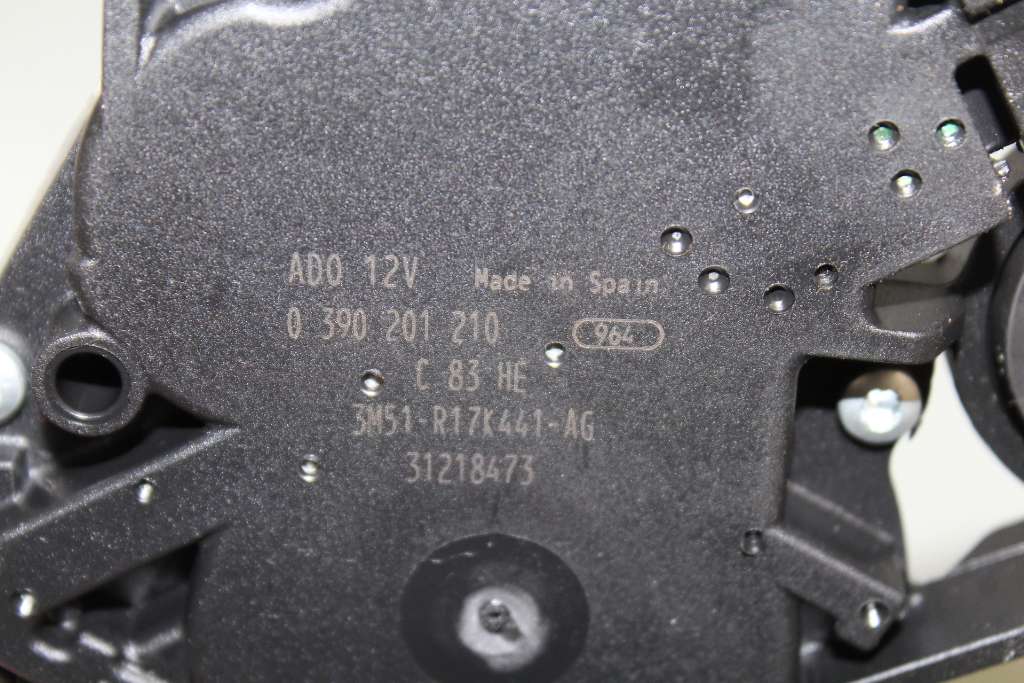 ADO 12V Made in Spain
0 390 201 210 964
C 83 HE
3M51-R17K441-AG
31218473